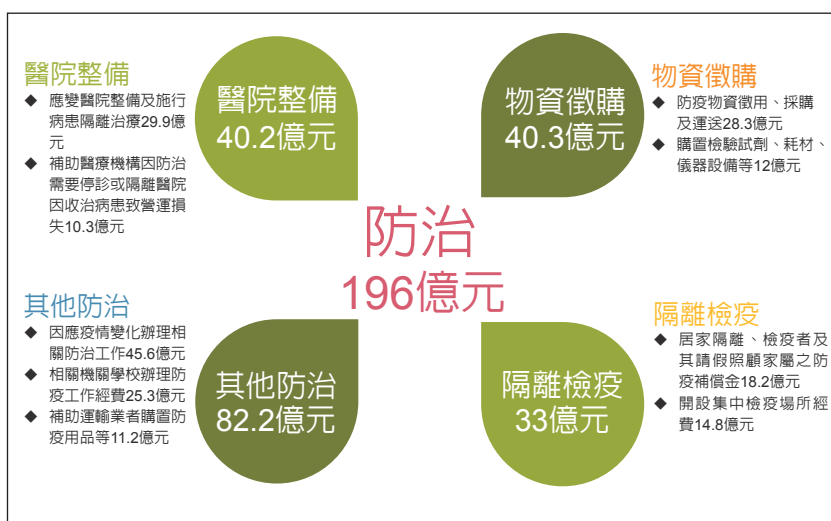 醫院整備
◆ 應變醫院整備及施行
病患隔離治療29.9億
元
◆ 補助醫療機構因防治
需要停診或隔離醫院
因收治病患致營運損
失10.3億元
醫院整備
40.2億元
物資徵購
40.3億元
物資徵購
◆ 防疫物資徵用、採購
及運送28.3億元
◆ 購置檢驗試劑、耗材、
儀器設備等12億元
防治
196億元
其他防治
◆ 因應疫情變化辦理相
關防治工作45.6億元
◆ 相關機關學校辦理防
疫工作經費25.3億元
◆ 補助運輸業者購置防
疫用品等11.2億元
其他防治
82.2億元
隔離檢疫
33億元
隔離檢疫
◆ 居家隔離、檢疫者及
其請假照顧家屬之防
疫補償金18.2億元
◆ 開設集中檢疫場所經
費14.8億元